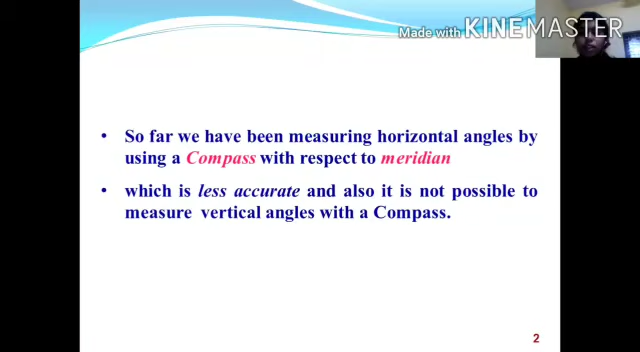 Made with KINEMASTER
• So far we have been measuring horizontal angles by
using a Compass with respect to meridian
• which is less accurate and also it is not possible to
measure vertical angles with a Compass.
2